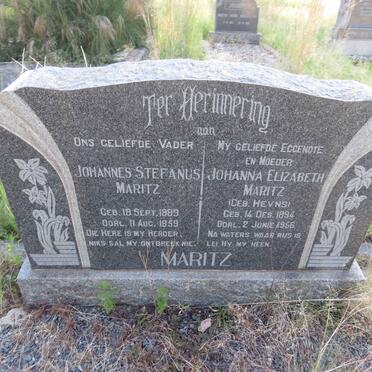 Ter Herinnering
aan
Ons geliefde Vader
Johannes Stefanus
Maritz
Geb. 18 Sept. 1889
Oorl. 11 Aug. 1959
Die Here is my Herder,
niks sal my ontbreek nie.
My geliefde Eggenote
en Moeder
Johanna Elizabeth
Maritz
(Geb. Heyns)
Geb. 14 Des. 1894
Oorl. 2 Junie 1956
Na waters waar rus is
lei Hy my heen.
MARITZ